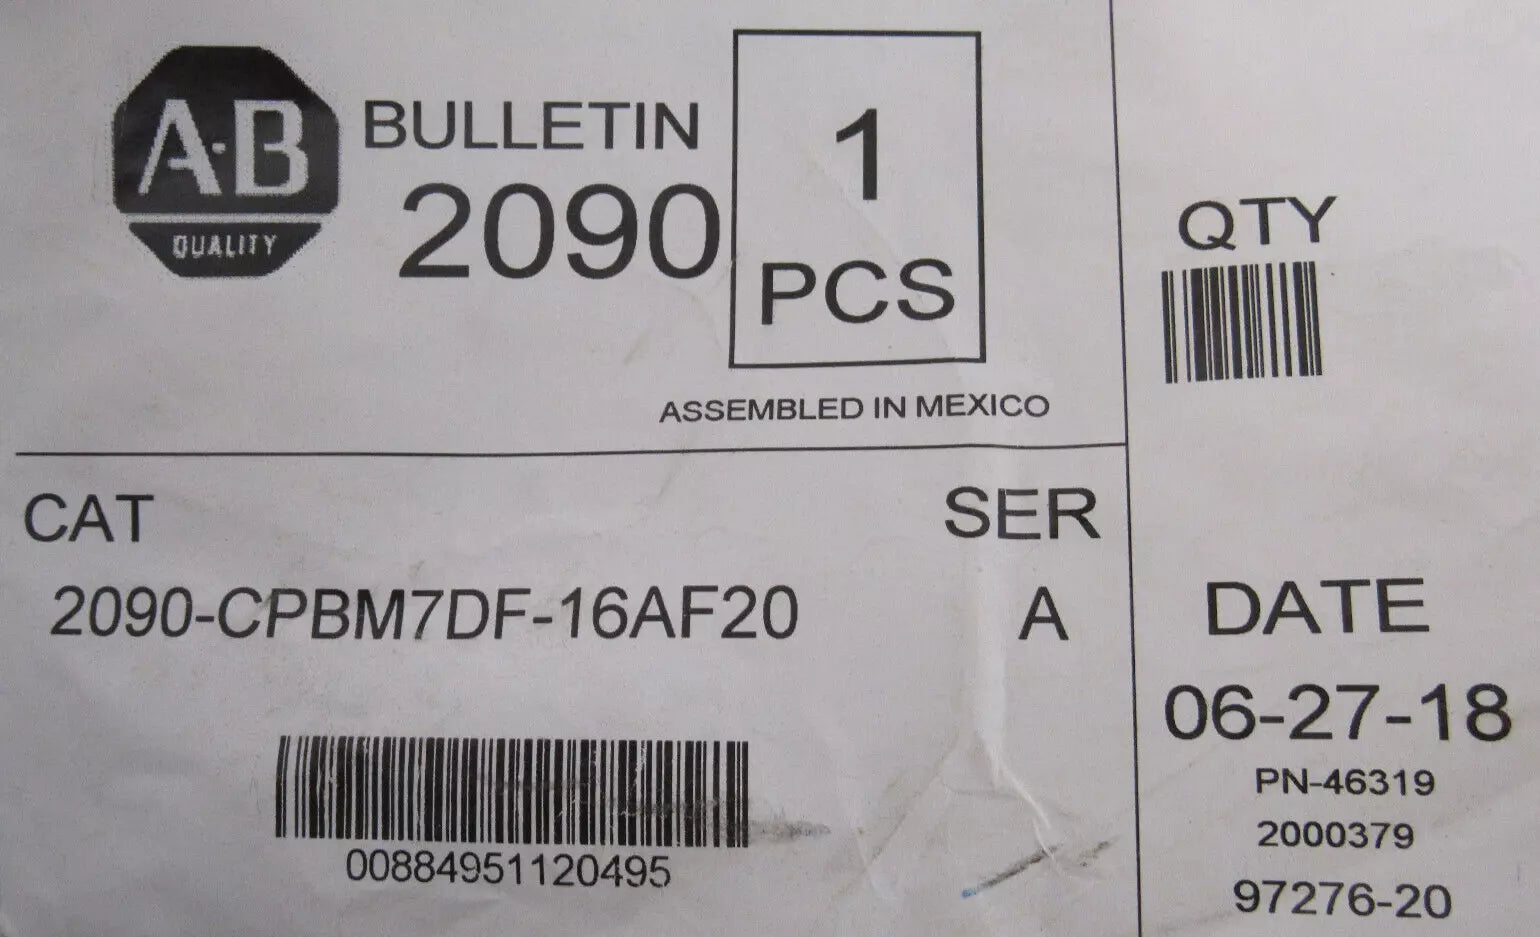 A-B
QUALITY
BULLETIN
2090
1
PCS
ASSEMBLED IN MEXICO
QTY
CAT
2090-CPBM7DF-16AF20
SER
A
00884951120495
DATE
06-27-18
PN-46319
2000379
97276-20